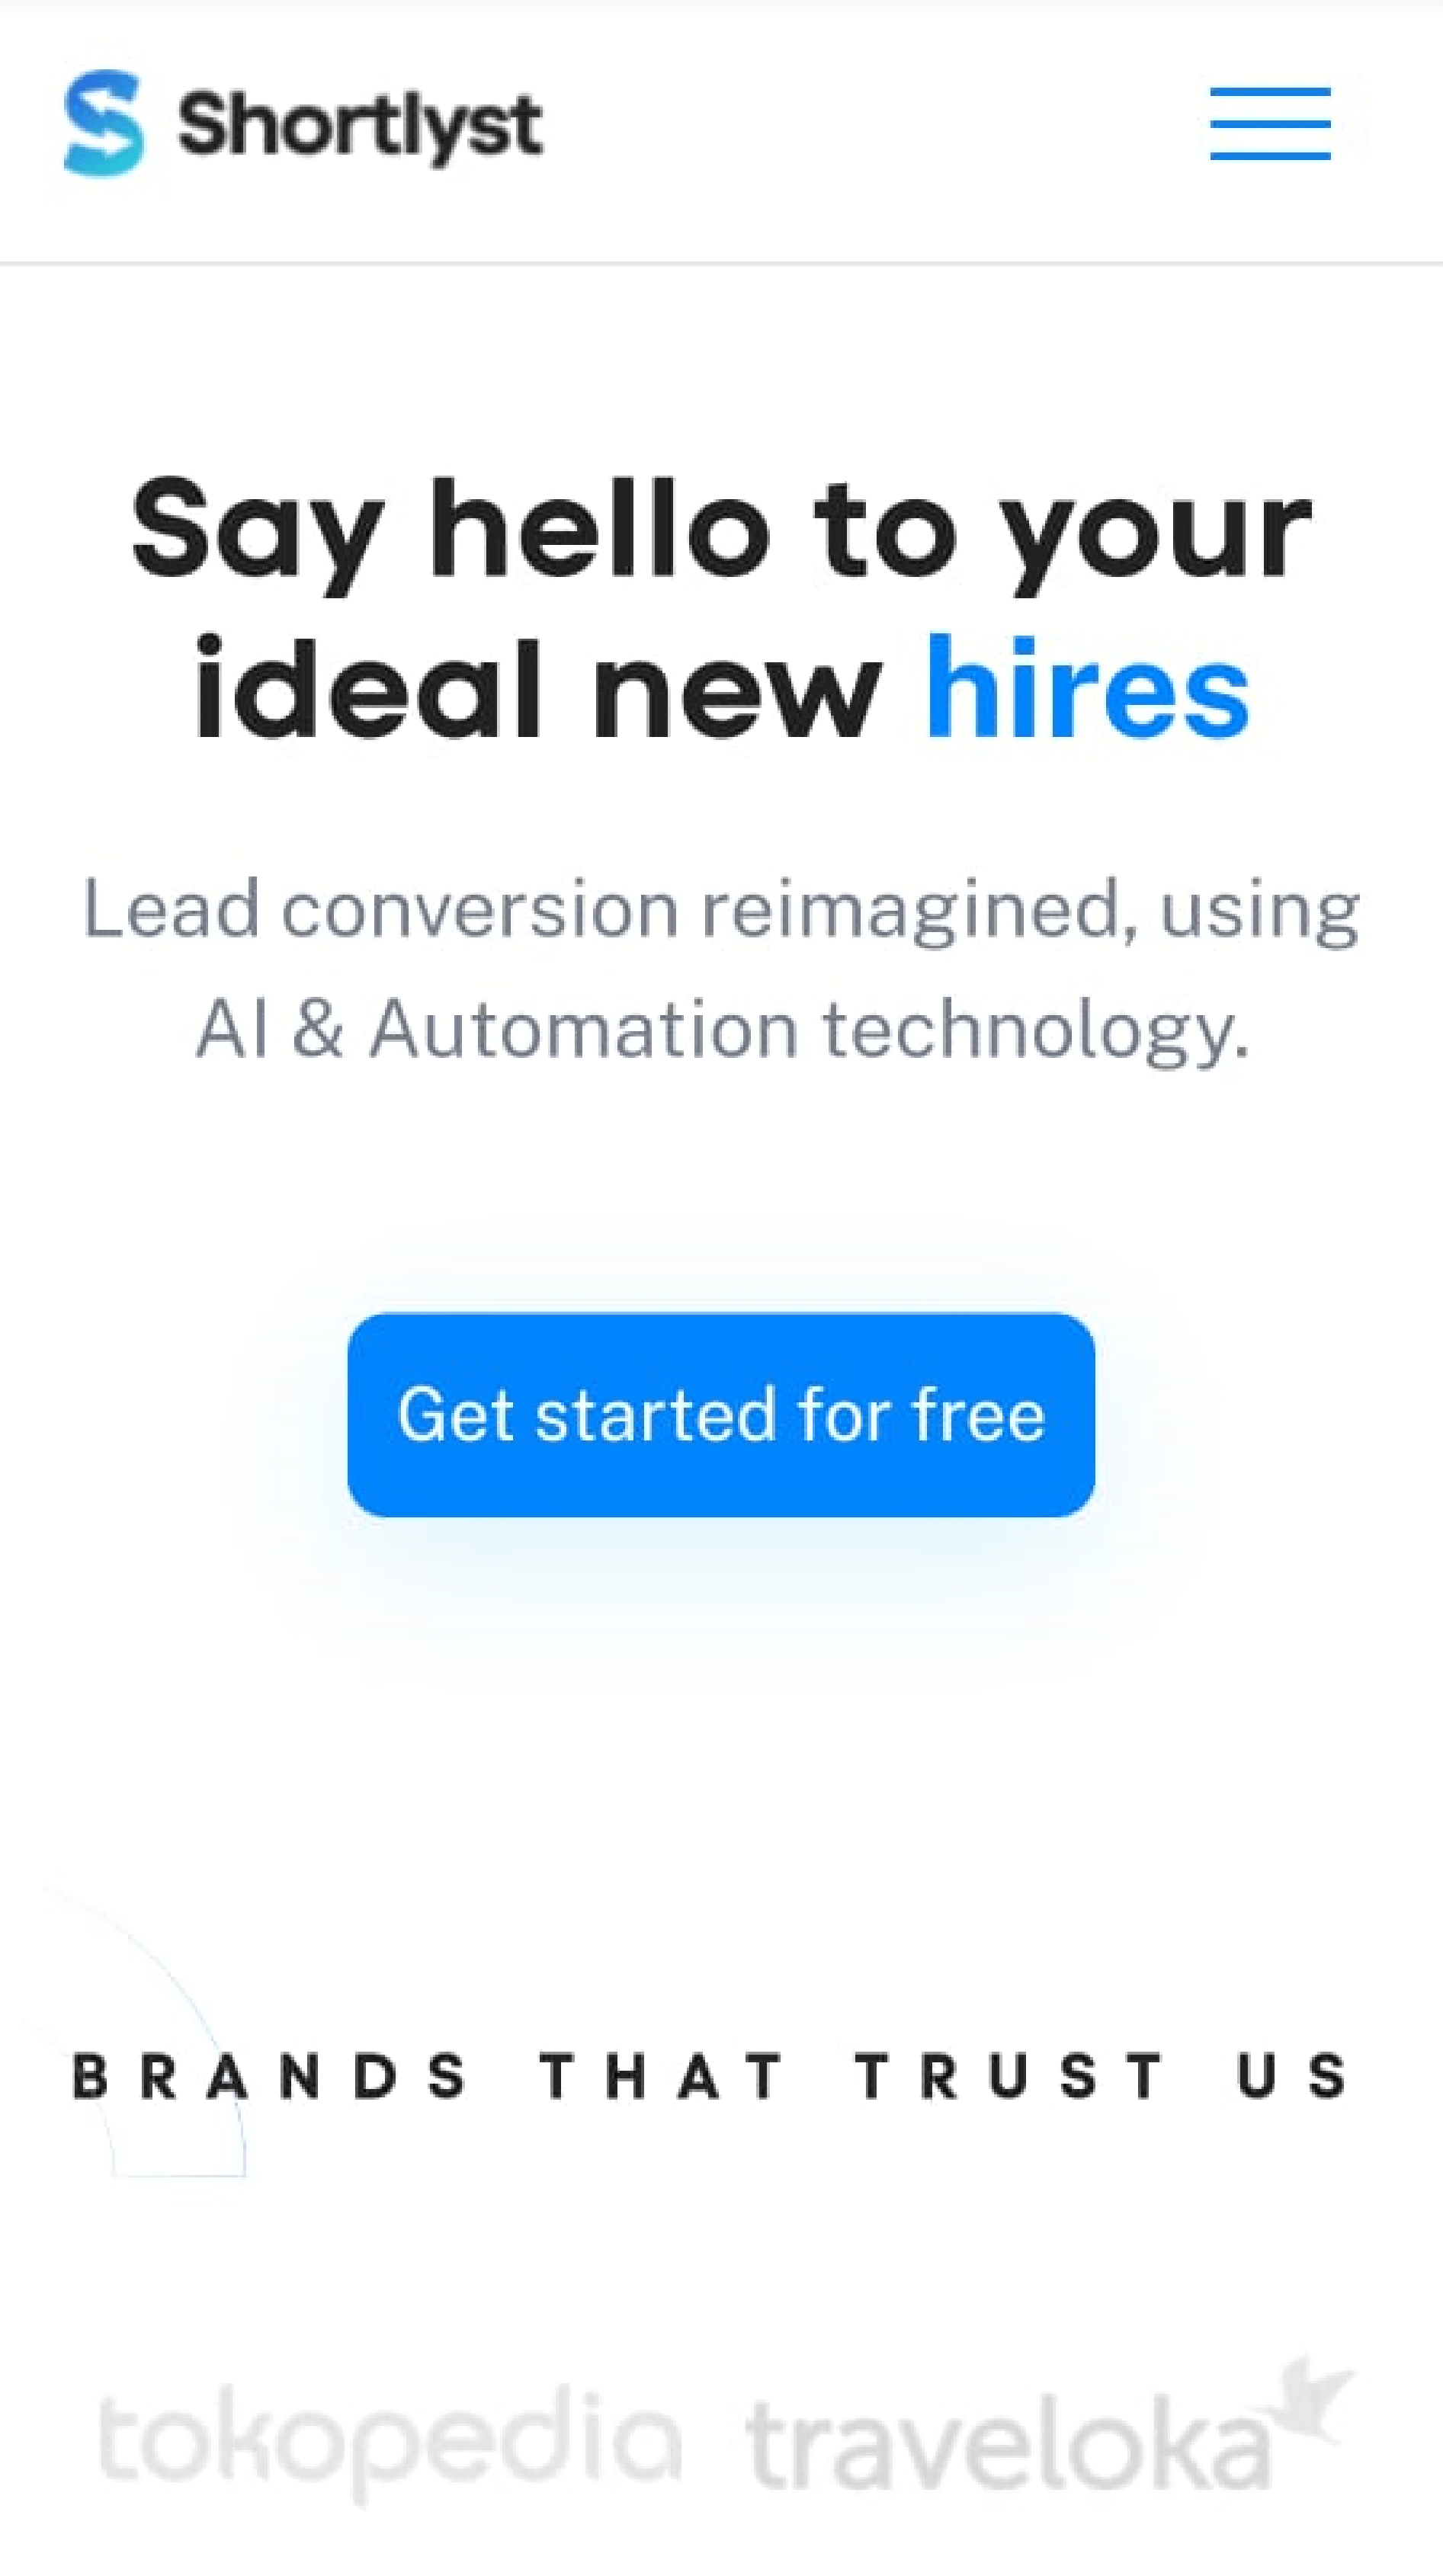 Shortlyst
Say hello to your
ideal new hires
Lead conversion reimagined, using
AI & Automation technology.
Get started for free
BRANDS THAT TRUST US
tokopedia traveloka